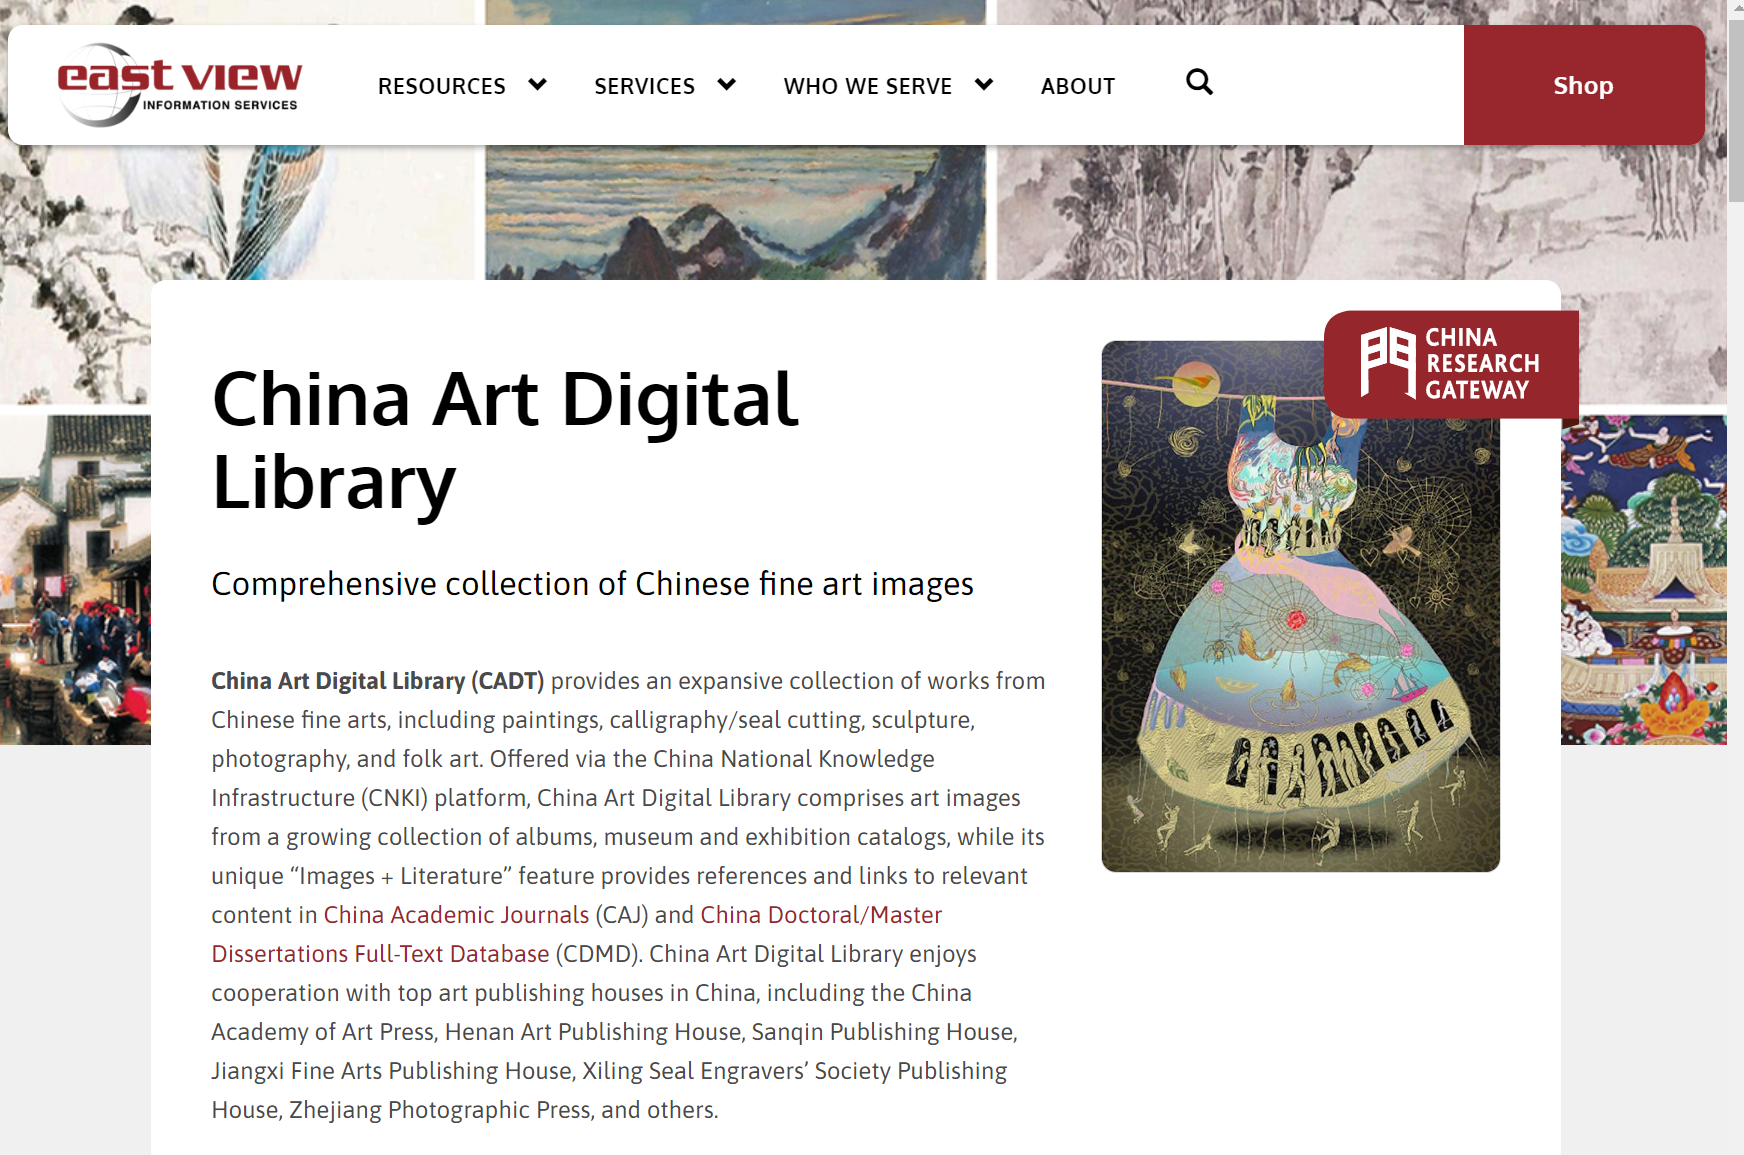 east view
INFORMATION SERVICES
RESOURCES
SERVICES
WHO WE SERVE
ABOUT
Shop
CHINA
RESEARCH
GATEWAY
China Art Digital
Library
Comprehensive collection of Chinese fine art images
China Art Digital Library (CADT) provides an expansive collection of works from
Chinese fine arts, including paintings, calligraphy/seal cutting, sculpture,
photography, and folk art. Offered via the China National Knowledge
Infrastructure (CNKI) platform, China Art Digital Library comprises art images
from a growing collection of albums, museum and exhibition catalogs, while its
unique “Images + Literature” feature provides references and links to relevant
content in China Academic Journals (CAJ) and China Doctoral/Master
Dissertations Full-Text Database (CDMD). China Art Digital Library enjoys
cooperation with top art publishing houses in China, including the China
Academy of Art Press, Henan Art Publishing House, Sanqin Publishing House,
Jiangxi Fine Arts Publishing House, Xiling Seal Engravers’ Society Publishing
House, Zhejiang Photographic Press, and others.